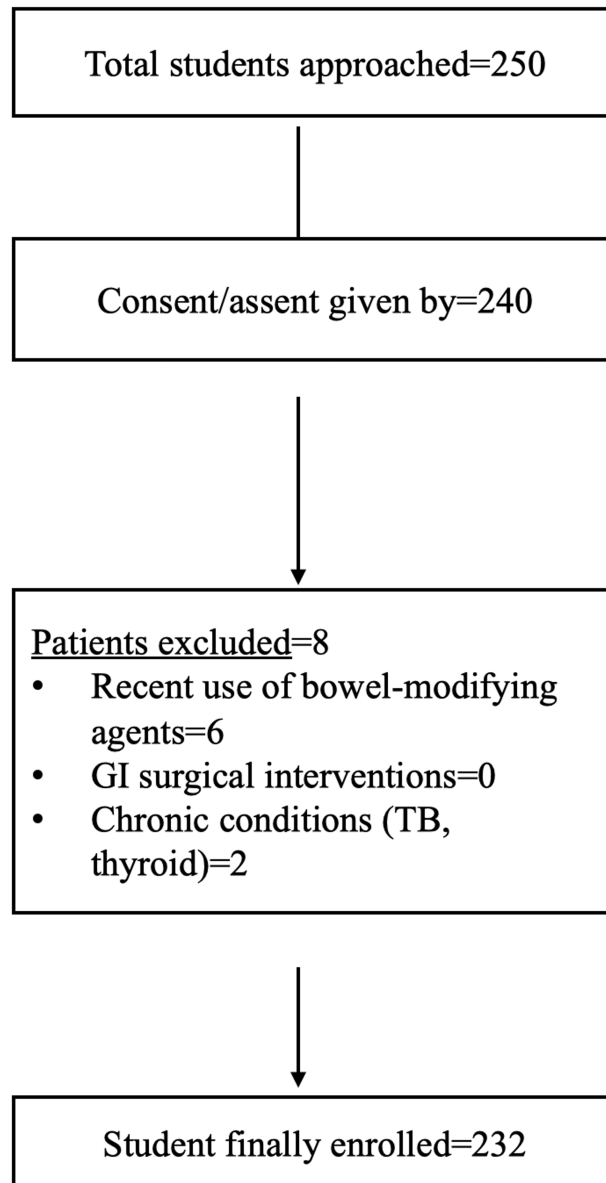 Total students approached=250
Consent/assent given by=240
Patients excluded=8
• Recent use of bowel-modifying
agents=6
• GI surgical interventions=0
• Chronic conditions (TB,
thyroid)=2
Student finally enrolled=232